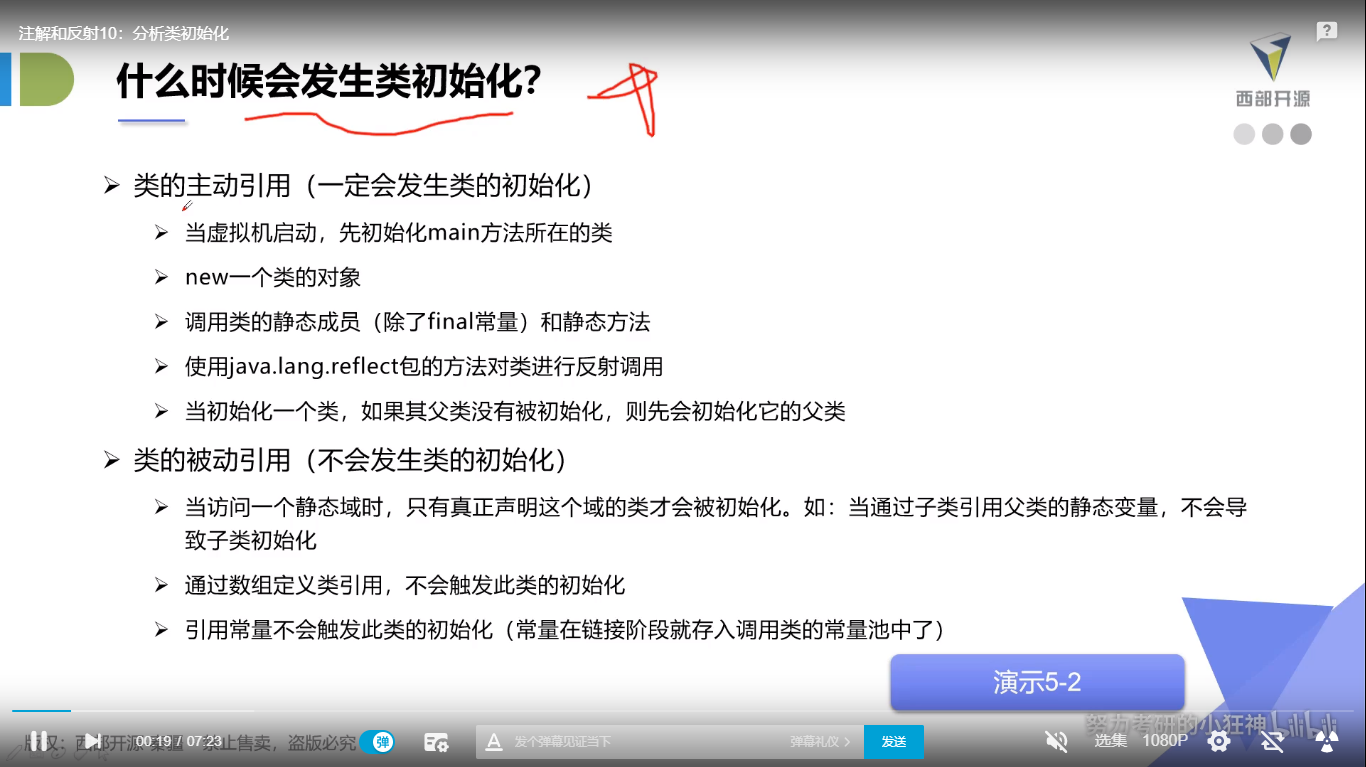 注解和反射10：分析类初始化
什么时候会发生类初始化?
西部开源
类的主动引用（一定会发生类的初始化）
当虚拟机启动，先初始化main方法所在的类
new一个类的对象
调用类的静态成员（除了final常量）和静态方法
使用java.lang.reflect包的方法对类进行反射调用
当初始化一个类，如果其父类没有被初始化，则先会初始化它的父类
类的被动引用（不会发生类的初始化）
当访问一个静态域时，只有真正声明这个域的类才会被初始化。如：当通过子类引用父类的静态变量，不会导
致子类初始化
通过数组定义类引用，不会触发此类的初始化
引用常量不会触发此类的初始化（常量在链接阶段就存入调用类的常量池中了）
演示5-2
努力考研的小狂神 bilibili
版权：西部开源 禁止售卖，盗版必究
00:19 / 07:23
弹
A 发个弹幕见证当下
弹幕礼仪 >
发送
选集
1080P